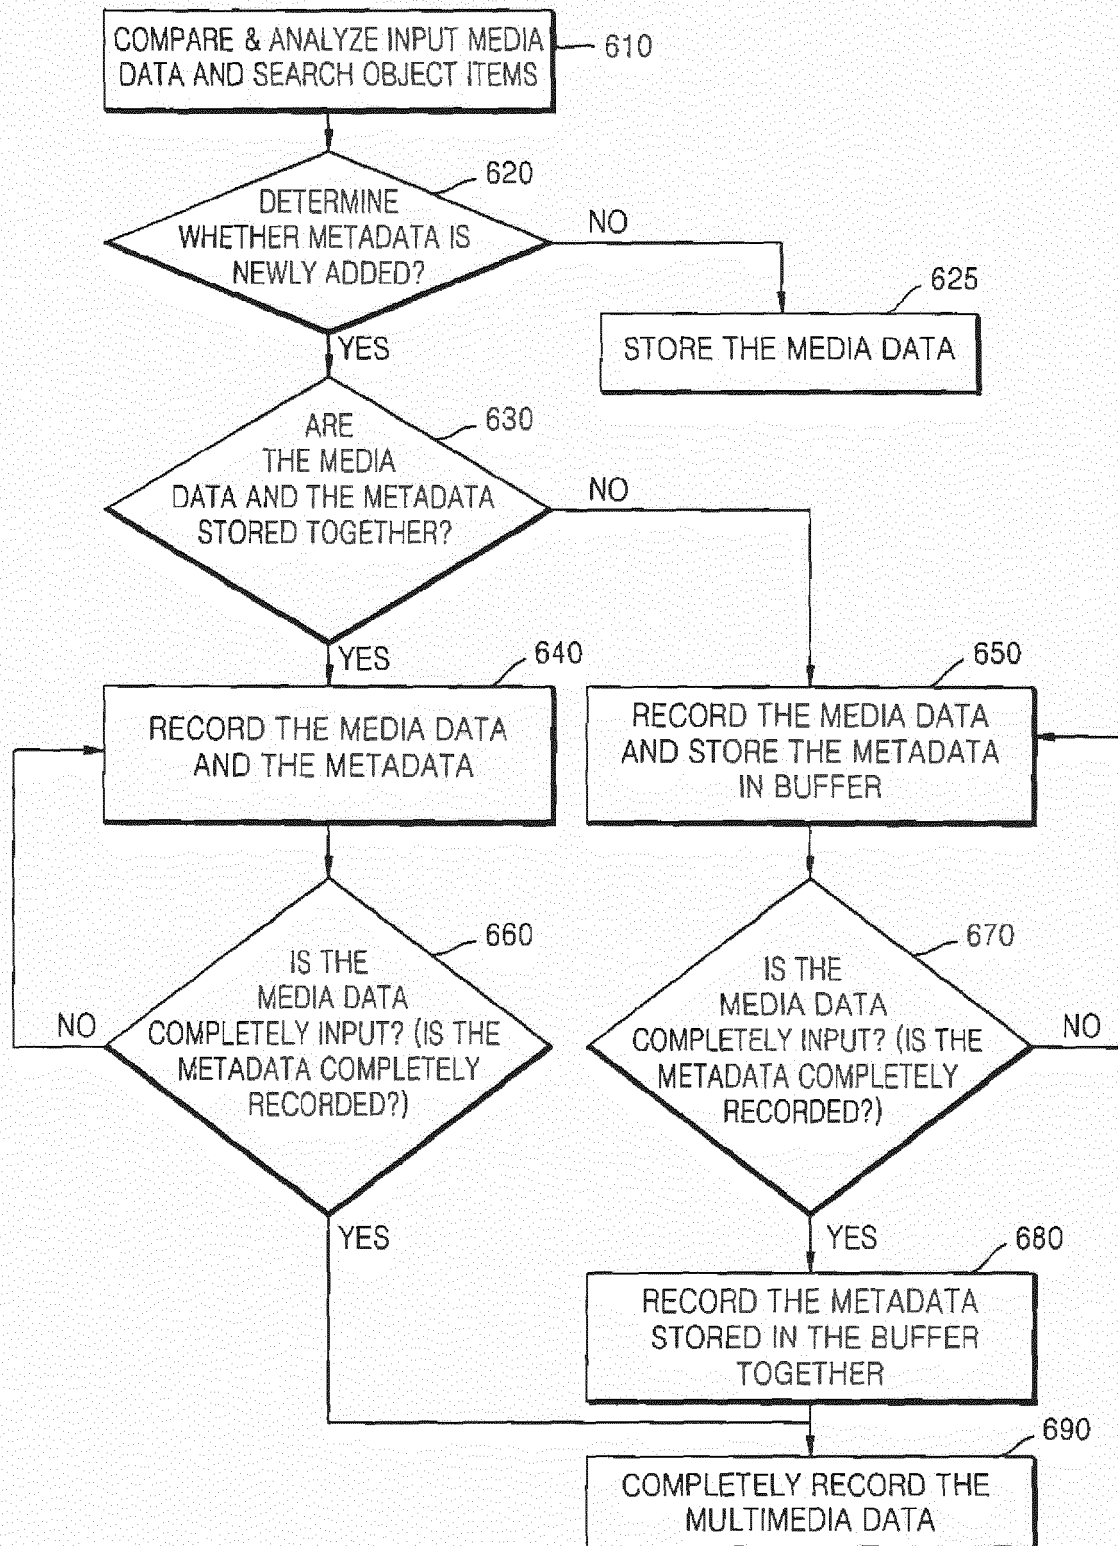 COMPARE & ANALYZE INPUT MEDIA
DATA AND SEARCH OBJECT ITEMS
610
620
DETERMINE
WHETHER METADATA IS
NEWLY ADDED?
NO
625
STORE THE MEDIA DATA
YES
630
ARE
THE MEDIA
DATA AND THE METADATA
STORED TOGETHER?
NO
YES
640
RECORD THE MEDIA DATA
AND THE METADATA
650
RECORD THE MEDIA DATA
AND STORE THE METADATA
IN BUFFER
660
IS THE
MEDIA DATA
COMPLETELY INPUT? (IS THE
METADATA COMPLETELY
RECORDED?)
NO
670
IS THE
MEDIA DATA
COMPLETELY INPUT? (IS THE
METADATA COMPLETELY
RECORDED?)
NO
YES
YES
680
RECORD THE METADATA
STORED IN THE BUFFER
TOGETHER
690
COMPLETELY RECORD THE
MULTIMEDIA DATA